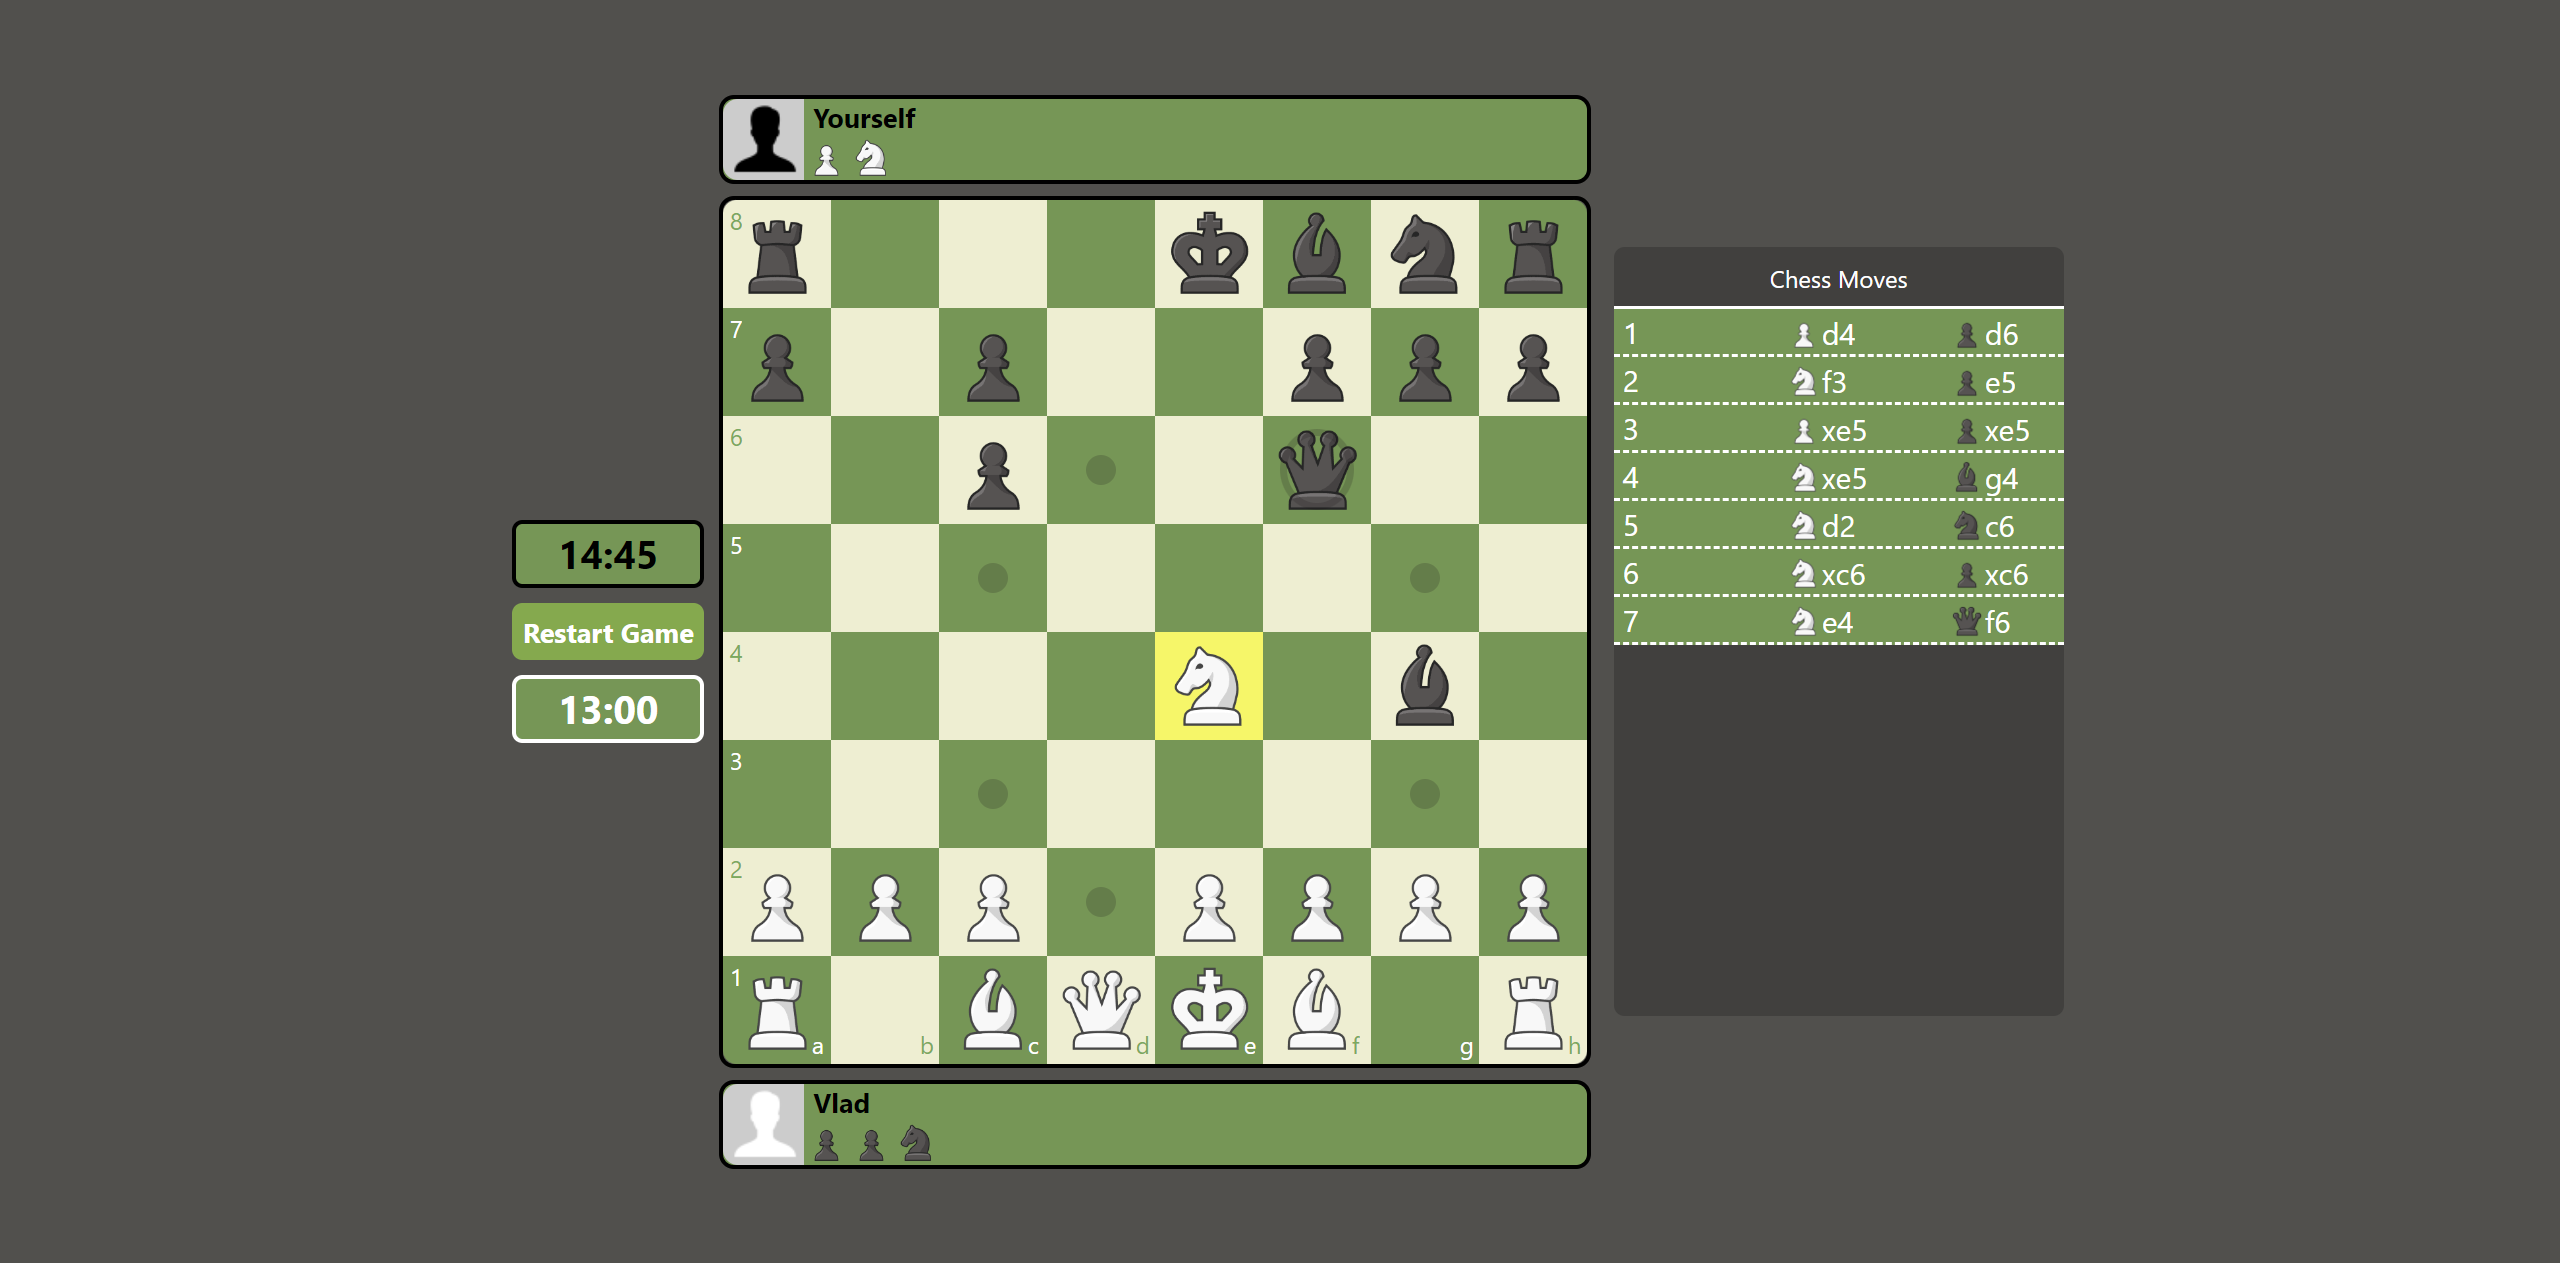 Yourself
8
7
6
5
4
3
2
1
a b c d e f g h
14:45
Restart Game
13:00
Vlad
Chess Moves
1 d4 d6
2 f3 e5
3 xe5 xe5
4 xe5 g4
5 d2 c6
6 xc6 xc6
7 e4 f6